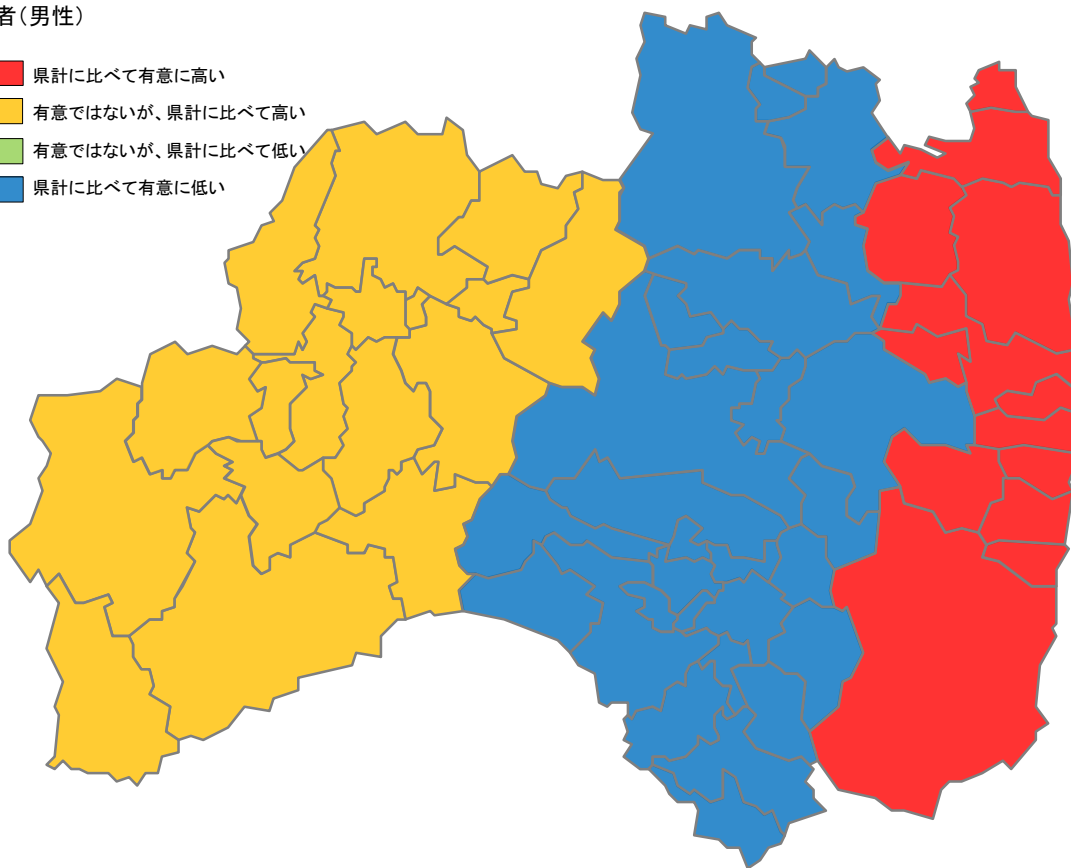 者（男性）
県計に比べて有意に高い
有意ではないが、県計に比べて高い
有意ではないが、県計に比べて低い
県計に比べて有意に低い